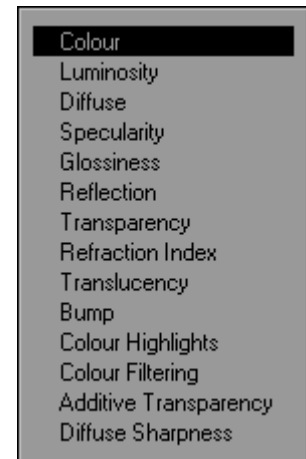 Colour
Luminosity
Diffuse
Specularity
Glossiness
Reflection
Transparency
Refraction Index
Translucency
Bump
Colour Highlights
Colour Filtering
Additive Transparency
Diffuse Sharpness